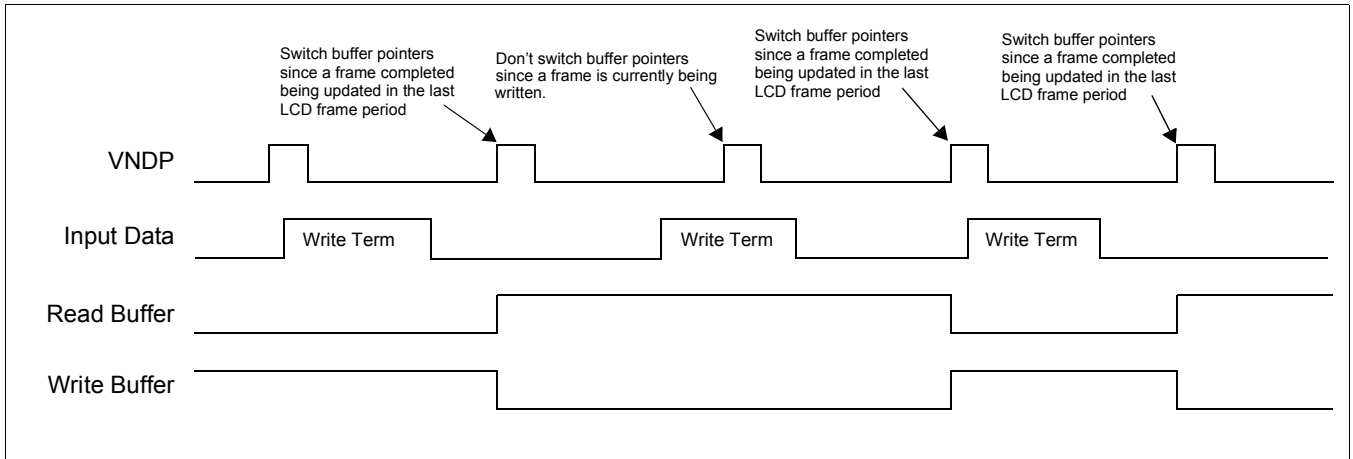 Switch buffer pointers
since a frame completed
being updated in the last
LCD frame period
Don't switch buffer pointers
since a frame is currently being
written.
Switch buffer pointers
since a frame completed
being updated in the last
LCD frame period
Switch buffer pointers
since a frame completed
being updated in the last
LCD frame period
VNDP
Input Data
Write Term
Write Term
Write Term
Read Buffer
Write Buffer